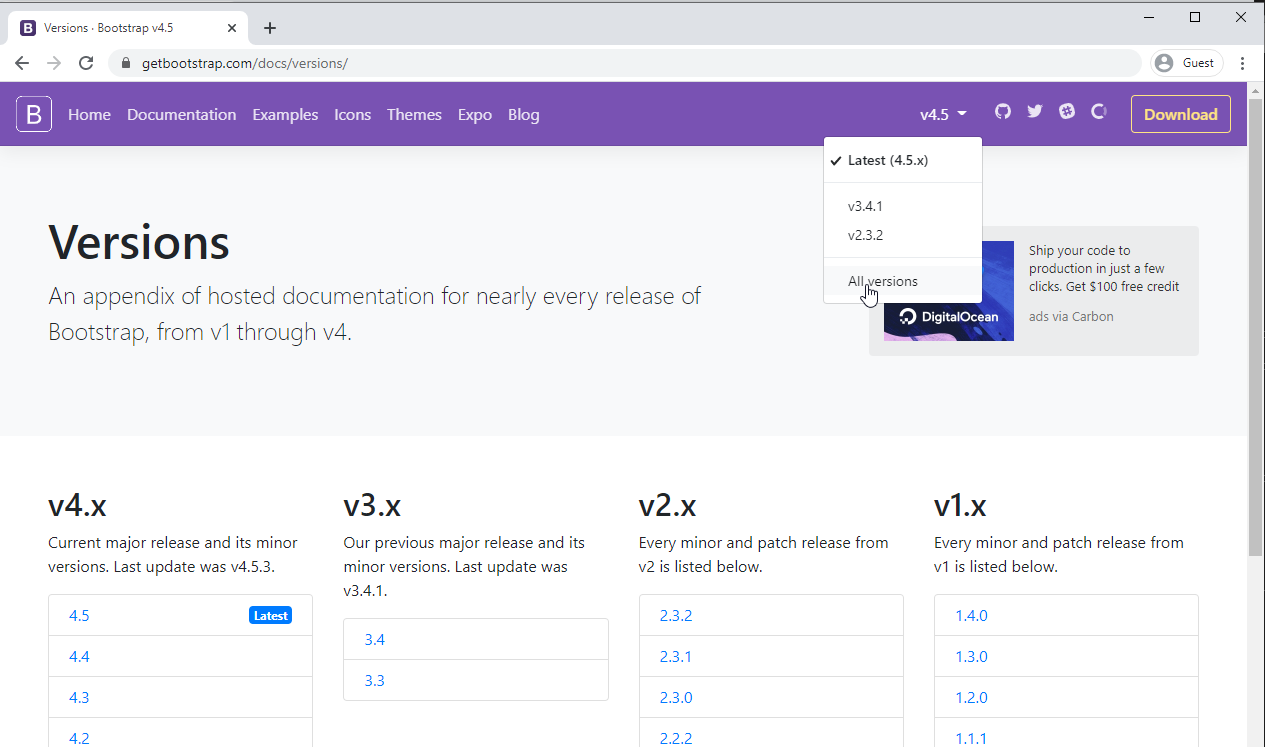 Versions · Bootstrap v4.5
getbootstrap.com/docs/versions/
Guest
B Home Documentation Examples Icons Themes Expo Blog v4.5 Download
Latest (4.5.x)
v3.4.1
v2.3.2
All versions
Versions
An appendix of hosted documentation for nearly every release of
Bootstrap, from v1 through v4.
Ship your code to
production in just a few
clicks. Get $100 free credit
ads via Carbon
DigitalOcean
v4.x
Current major release and its minor
versions. Last update was v4.5.3.
4.5 Latest
4.4
4.3
4.2
v3.x
Our previous major release and its
minor versions. Last update was
v3.4.1.
3.4
3.3
v2.x
Every minor and patch release from
v2 is listed below.
2.3.2
2.3.1
2.3.0
2.2.2
v1.x
Every minor and patch release from
v1 is listed below.
1.4.0
1.3.0
1.2.0
1.1.1